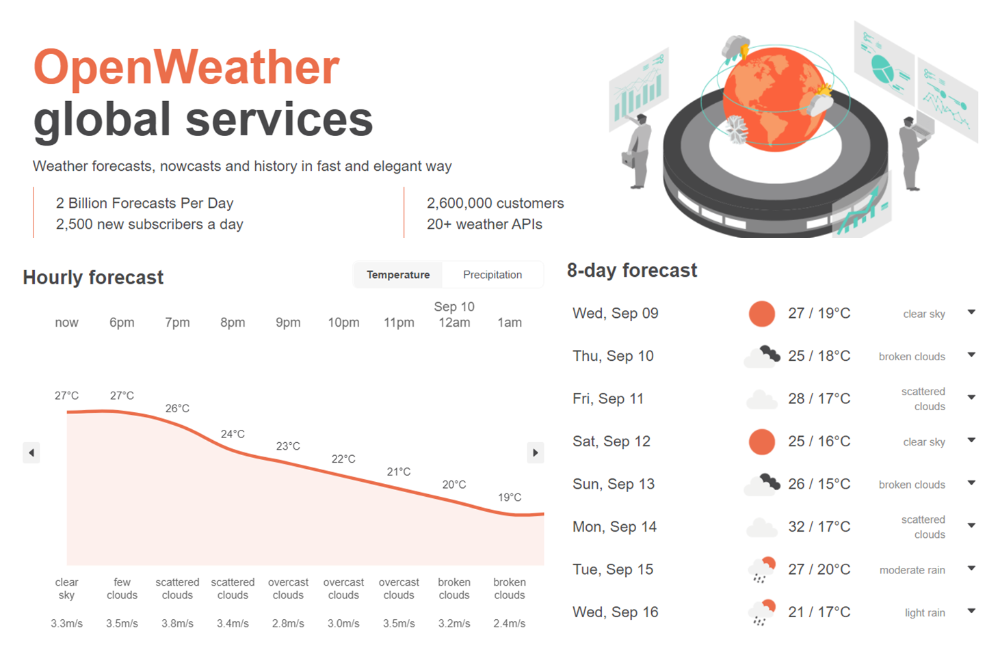 OpenWeather
global services
Weather forecasts, nowcasts and history in fast and elegant way
2 Billion Forecasts Per Day
2,500 new subscribers a day
2,600,000 customers
20+ weather APIs
Hourly forecast
Temperature Precipitation
Sep 10
now 6pm 7pm 8pm 9pm 10pm 11pm 12am 1am
27°C 27°C 26°C 24°C 23°C 22°C 21°C 20°C 19°C
clear sky few clouds scattered clouds scattered clouds overcast clouds overcast clouds overcast clouds broken clouds broken clouds
3.3m/s 3.5m/s 3.8m/s 3.4m/s 2.8m/s 3.0m/s 3.5m/s 3.2m/s 2.4m/s
8-day forecast
Wed, Sep 09 27 / 19°C clear sky
Thu, Sep 10 25 / 18°C broken clouds
Fri, Sep 11 28 / 17°C scattered clouds
Sat, Sep 12 25 / 16°C clear sky
Sun, Sep 13 26 / 15°C broken clouds
Mon, Sep 14 32 / 17°C scattered clouds
Tue, Sep 15 27 / 20°C moderate rain
Wed, Sep 16 21 / 17°C light rain